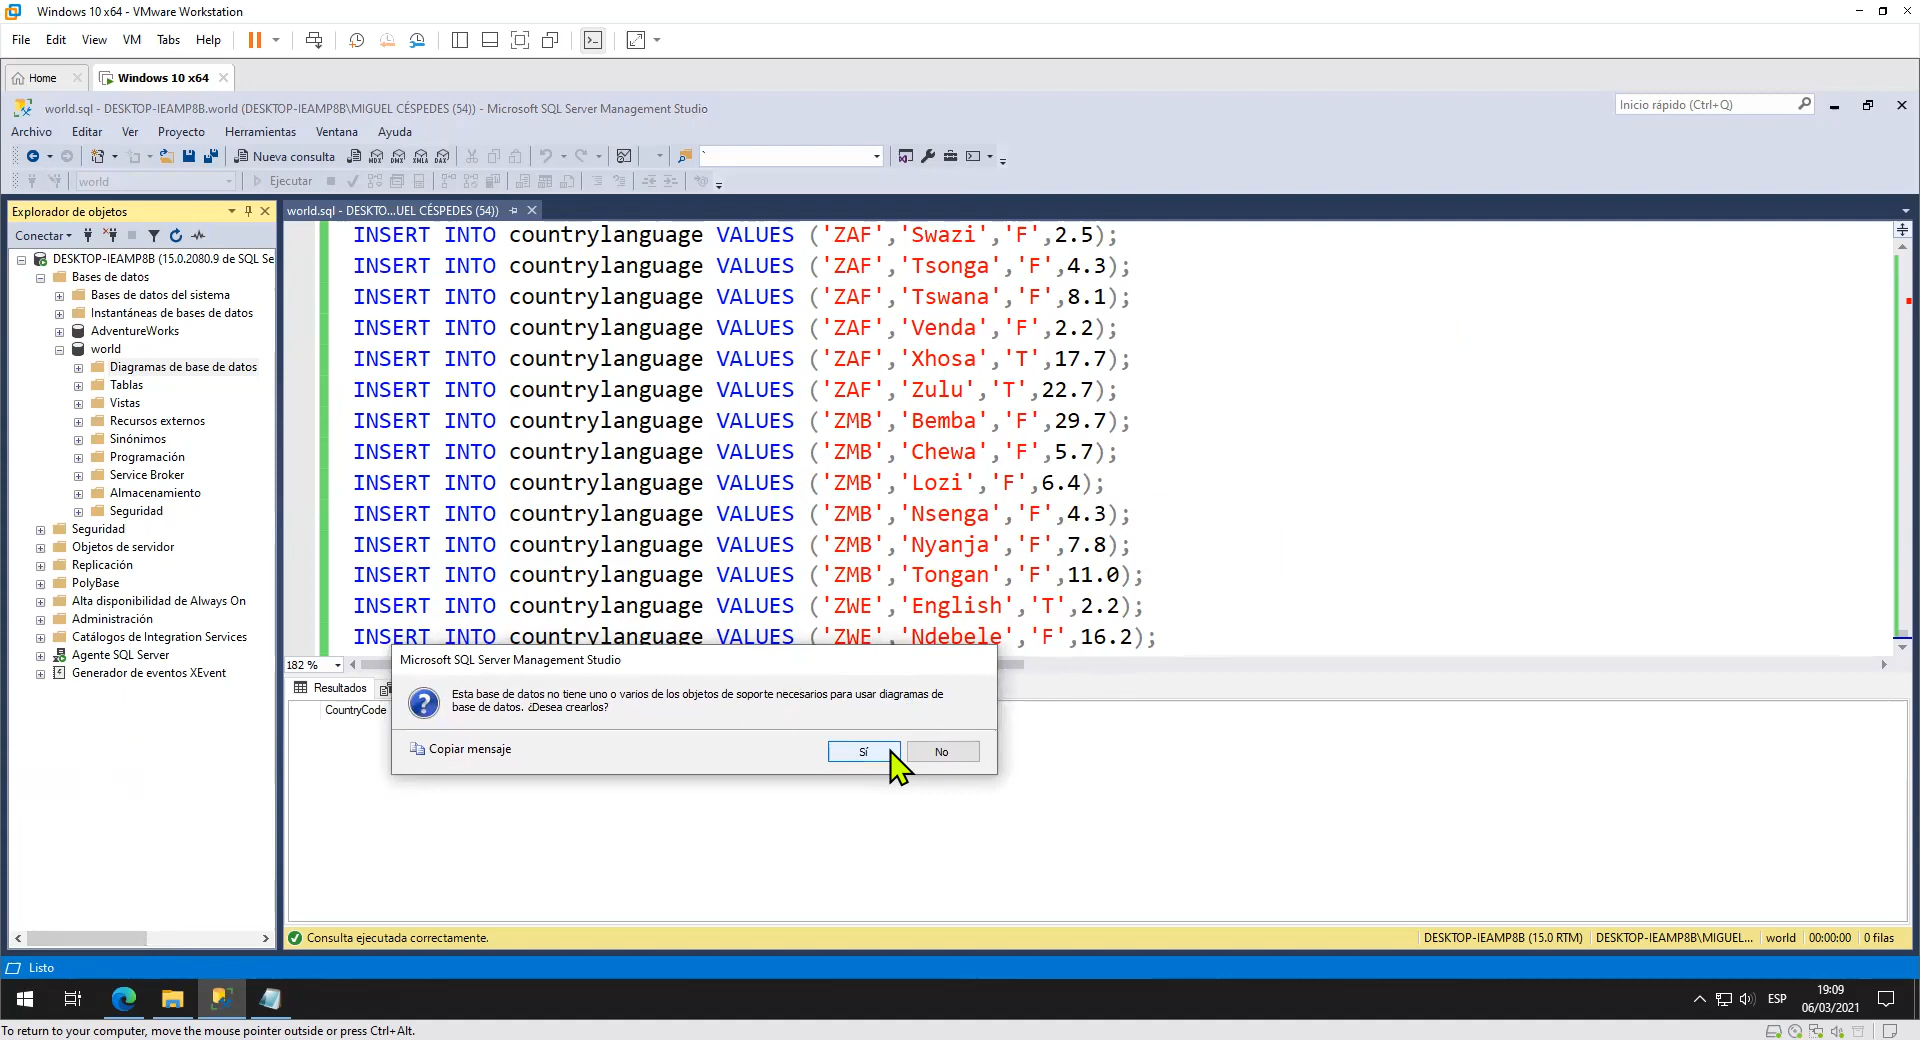 Windows 10 x64 - VMware Workstation
File Edit View VM Tabs Help
Home
Windows 10 x64
world.sql - DESKTOP-IEAMP8B.world (DESKTOP-IEAMP8B\MIGUEL CÉSPEDES (54)) - Microsoft SQL Server Management Studio
Inicio rápido (Ctrl+Q)
Archivo Editar Ver Proyecto Herramientas Ventana Ayuda
Nueva consulta
MDX DMX XMLA DAX
world
Ejecutar
Explorador de objetos
world.sql - DESKTO...UEL CÉSPEDES (54))
Conectar
DESKTOP-IEAMP8B (15.0.2080.9 de SQL Se
Bases de datos
Bases de datos del sistema
Instantáneas de bases de datos
AdventureWorks
world
Diagramas de base de datos
Tablas
Vistas
Recursos externos
Sinónimos
Programación
Service Broker
Almacenamiento
Seguridad
Seguridad
Objetos de servidor
Replicación
PolyBase
Alta disponibilidad de Always On
Administración
Catálogos de Integration Services
Agente SQL Server
Generador de eventos XEvent
INSERT INTO countrylanguage VALUES ('ZAF','Swazi','F',2.5);
INSERT INTO countrylanguage VALUES ('ZAF','Tsonga','F',4.3);
INSERT INTO countrylanguage VALUES ('ZAF','Tswana','F',8.1);
INSERT INTO countrylanguage VALUES ('ZAF','Venda','F',2.2);
INSERT INTO countrylanguage VALUES ('ZAF','Xhosa','T',17.7);
INSERT INTO countrylanguage VALUES ('ZAF','Zulu','T',22.7);
INSERT INTO countrylanguage VALUES ('ZMB','Bemba','F',29.7);
INSERT INTO countrylanguage VALUES ('ZMB','Chewa','F',5.7);
INSERT INTO countrylanguage VALUES ('ZMB','Lozi','F',6.4);
INSERT INTO countrylanguage VALUES ('ZMB','Nsenga','F',4.3);
INSERT INTO countrylanguage VALUES ('ZMB','Nyanja','F',7.8);
INSERT INTO countrylanguage VALUES ('ZMB','Tongan','F',11.0);
INSERT INTO countrylanguage VALUES ('ZWE','English','T',2.2);
INSERT INTO countrylanguage VALUES ('ZWE','Ndebele','F',16.2);
182 %
Resultados
CountryCode
Microsoft SQL Server Management Studio
Esta base de datos no tiene uno o varios de los objetos de soporte necesarios para usar diagramas de
base de datos. ¿Desea crearlos?
Copiar mensaje
Sí
No
Consulta ejecutada correctamente.
DESKTOP-IEAMP8B (15.0 RTM) DESKTOP-IEAMP8B\MIGUEL... world 00:00:00 0 filas
Listo
ESP
19:09
06/03/2021
To return to your computer, move the mouse pointer outside or press Ctrl+Alt.